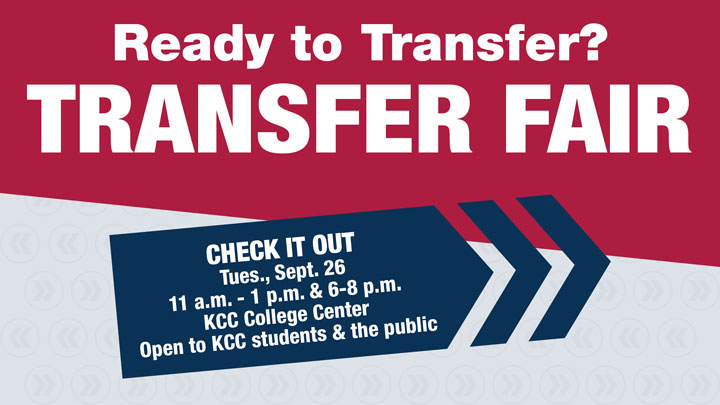 Ready to Transfer?
TRANSFER FAIR
CHECK IT OUT
Tues., Sept. 26
11 a.m. - 1 p.m. & 6-8 p.m.
KCC College Center
Open to KCC students & the public